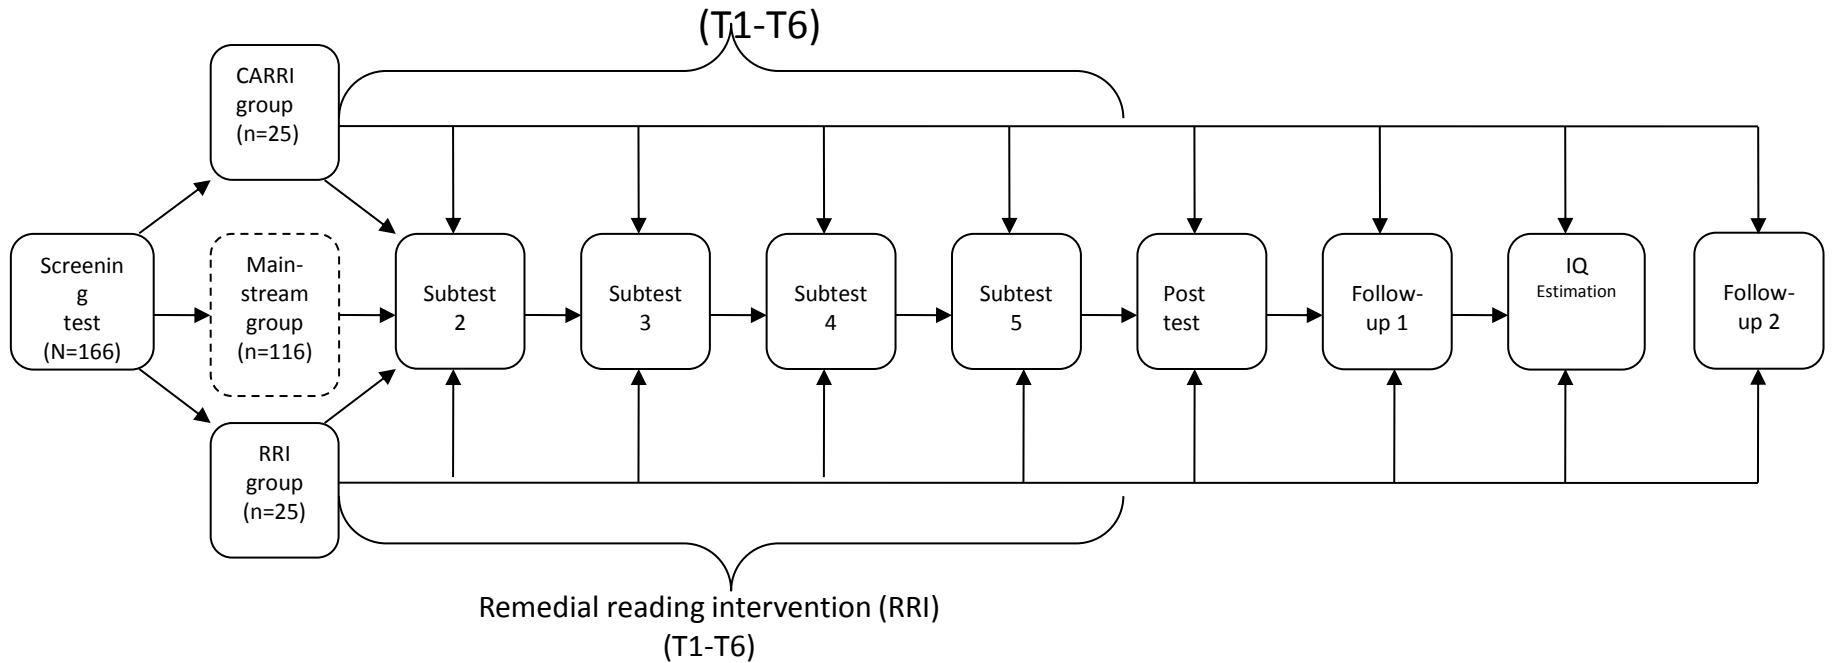 (T1-T6)
CARRI
group
(n=25)
Screenin
g
test
(N=166)
Main-
stream
group
(n=116)
Subtest
2
Subtest
3
Subtest
4
Subtest
5
Post
test
Follow-
up 1
IQ
Estimation
Follow-
up 2
RRI
group
(n=25)
Remedial reading intervention (RRI)
(T1-T6)